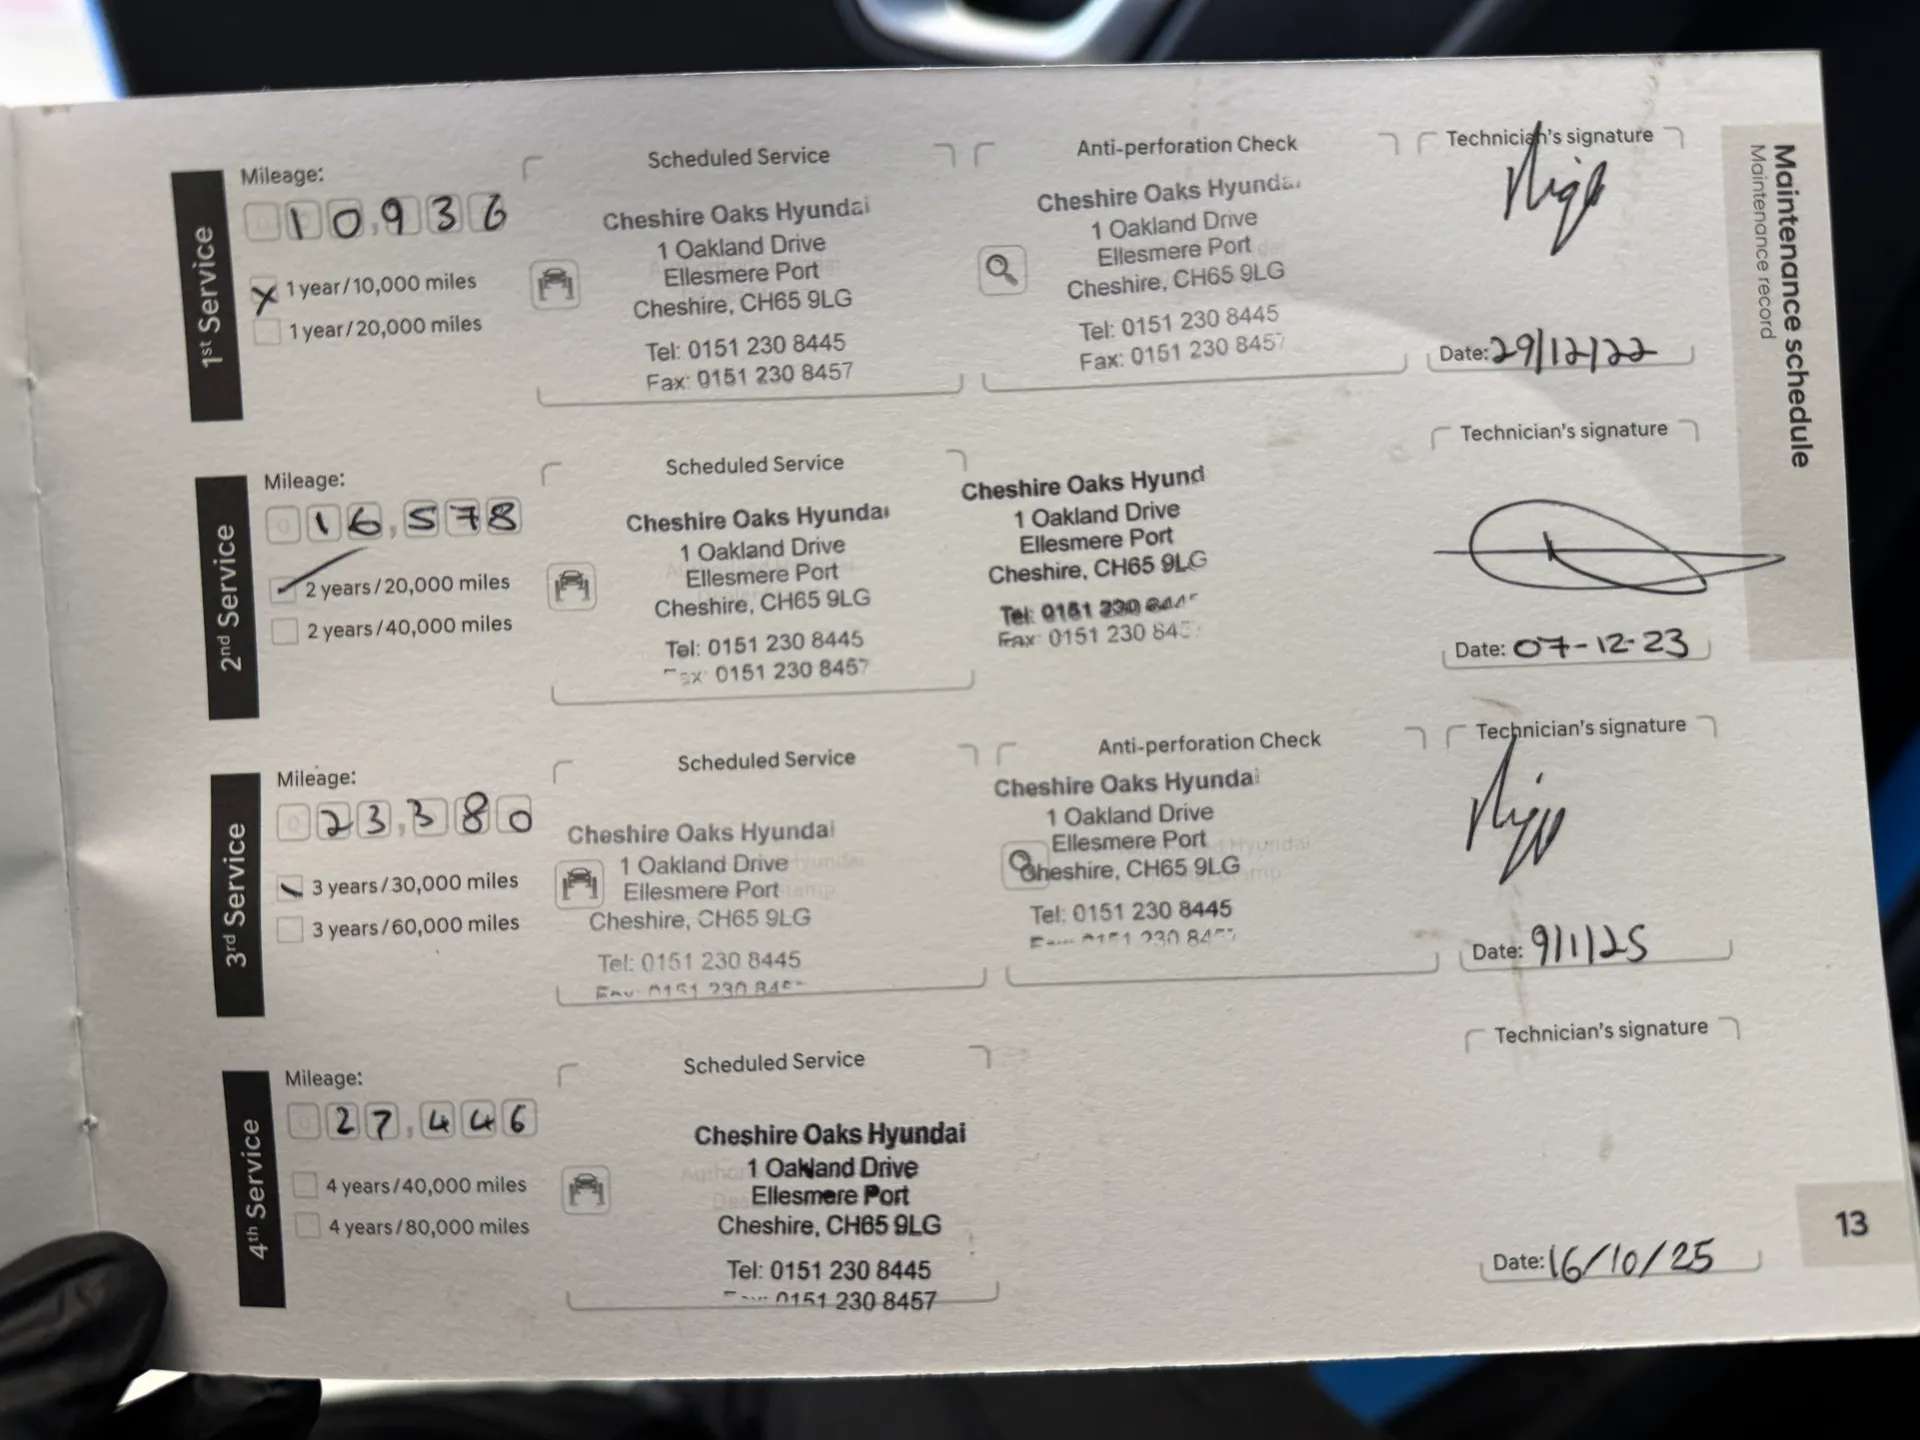 Maintenance schedule
Maintenance record
1st Service
Mileage:
10,936
1 year/10,000 miles
1 year/20,000 miles
Scheduled Service
Cheshire Oaks Hyundai
1 Oakland Drive
Ellesmere Port
Cheshire, CH65 9LG
Tel: 0151 230 8445
Fax: 0151 230 8457
Anti-perforation Check
Cheshire Oaks Hyundai
1 Oakland Drive
Ellesmere Port
Cheshire, CH65 9LG
Tel: 0151 230 8445
Fax: 0151 230 8457
Technician's signature
Date: 29/12/22
2nd Service
Mileage:
16,578
2 years/20,000 miles
2 years/40,000 miles
Scheduled Service
Cheshire Oaks Hyundai
1 Oakland Drive
Ellesmere Port
Cheshire, CH65 9LG
Tel: 0151 230 8445
Fax: 0151 230 8457
Cheshire Oaks Hyund
1 Oakland Drive
Ellesmere Port
Cheshire, CH65 9LG
Tel: 0151 230
Fax: 0151 230
Technician's signature
Date: 07-12-23
3rd Service
Mileage:
23,380
3 years/30,000 miles
3 years/60,000 miles
Scheduled Service
Cheshire Oaks Hyundai
1 Oakland Drive
Ellesmere Port
Cheshire, CH65 9LG
Tel: 0151 230 8445
Anti-perforation Check
Cheshire Oaks Hyundai
1 Oakland Drive
Ellesmere Port
Cheshire, CH65 9LG
Tel: 0151 230 8445
Technician's signature
Date: 9/1/25
4th Service
Mileage:
27,446
4 years/40,000 miles
4 years/80,000 miles
Scheduled Service
Cheshire Oaks Hyundai
1 Oakland Drive
Ellesmere Port
Cheshire, CH65 9LG
Tel: 0151 230 8445
0151 230 8457
Technician's signature
Date: 16/10/25
13